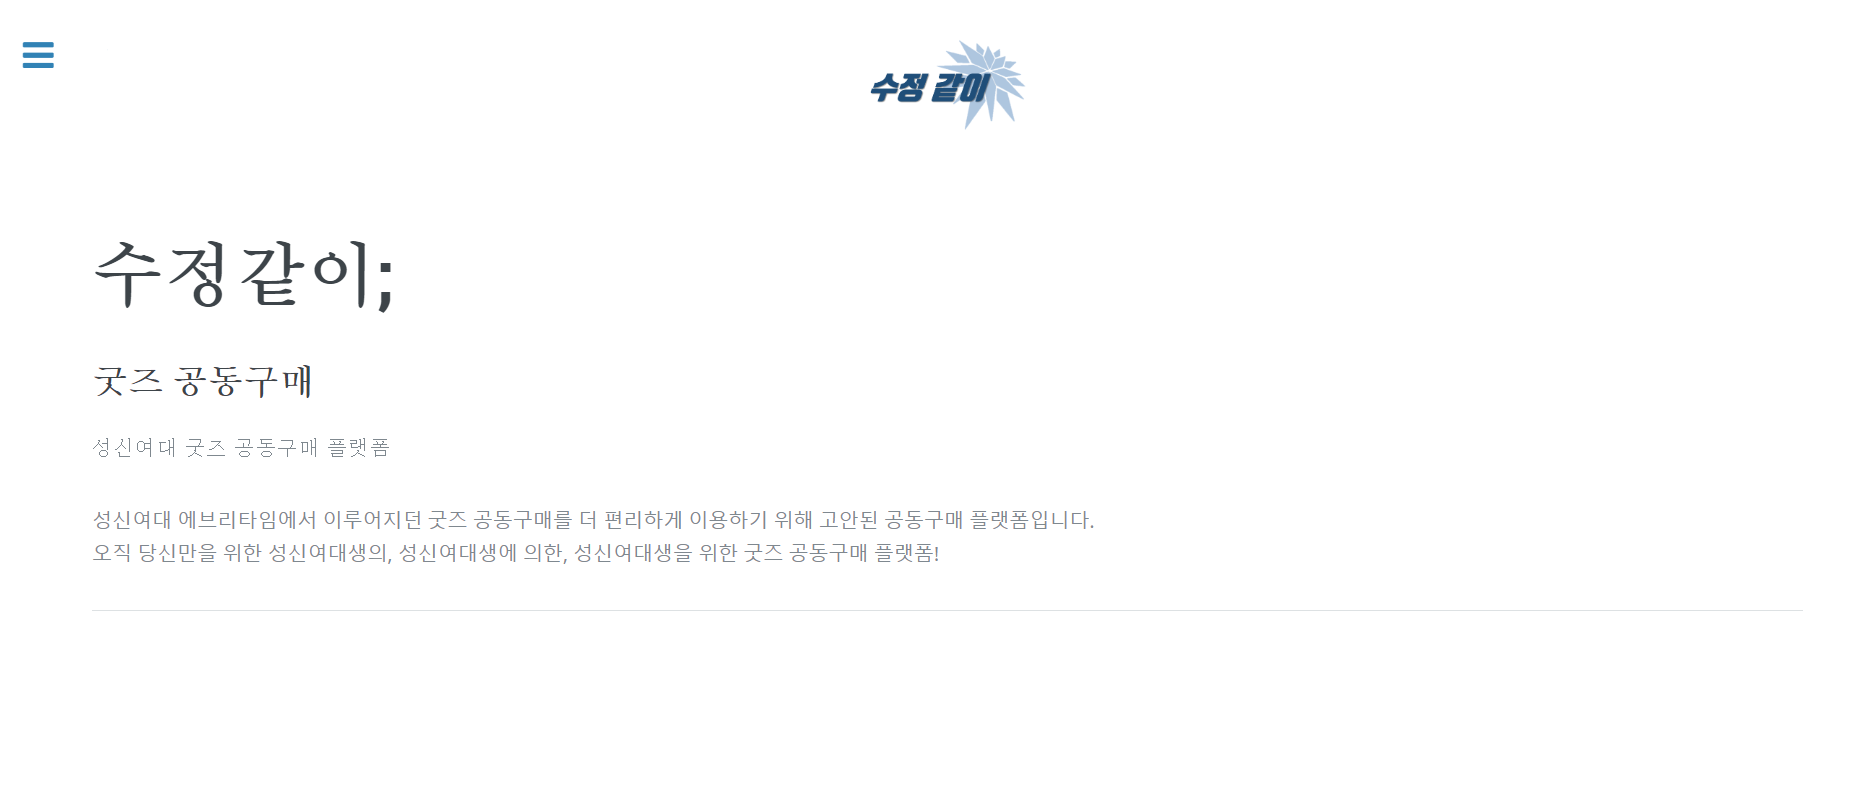 수정 같이
수정같이;
굿즈 공동구매
성신여대 굿즈 공동구매 플랫폼
성신여대 에브리타임에서 이루어지던 굿즈 공동구매를 더 편리하게 이용하기 위해 고안된 공동구매 플랫폼입니다.
오직 당신만을 위한 성신여대생의, 성신여대생에 의한, 성신여대생을 위한 굿즈 공동구매 플랫폼!